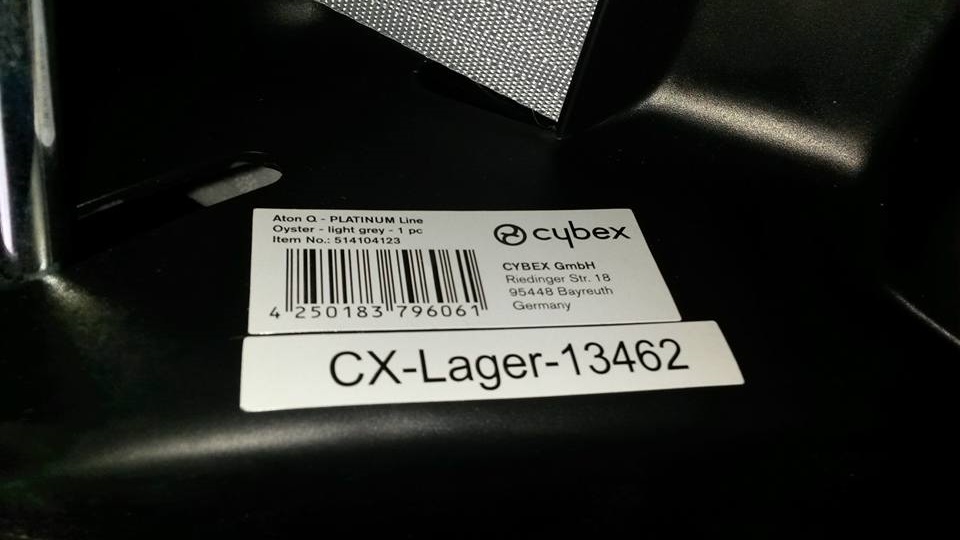 Aton Q - PLATINUM Line
Oyster - light grey - 1 pc
Item No.: 514104123
4 250183 796061
cybex
CYBEX GmbH
Riedinger Str. 18
95448 Bayreuth
Germany
CX-Lager-13462